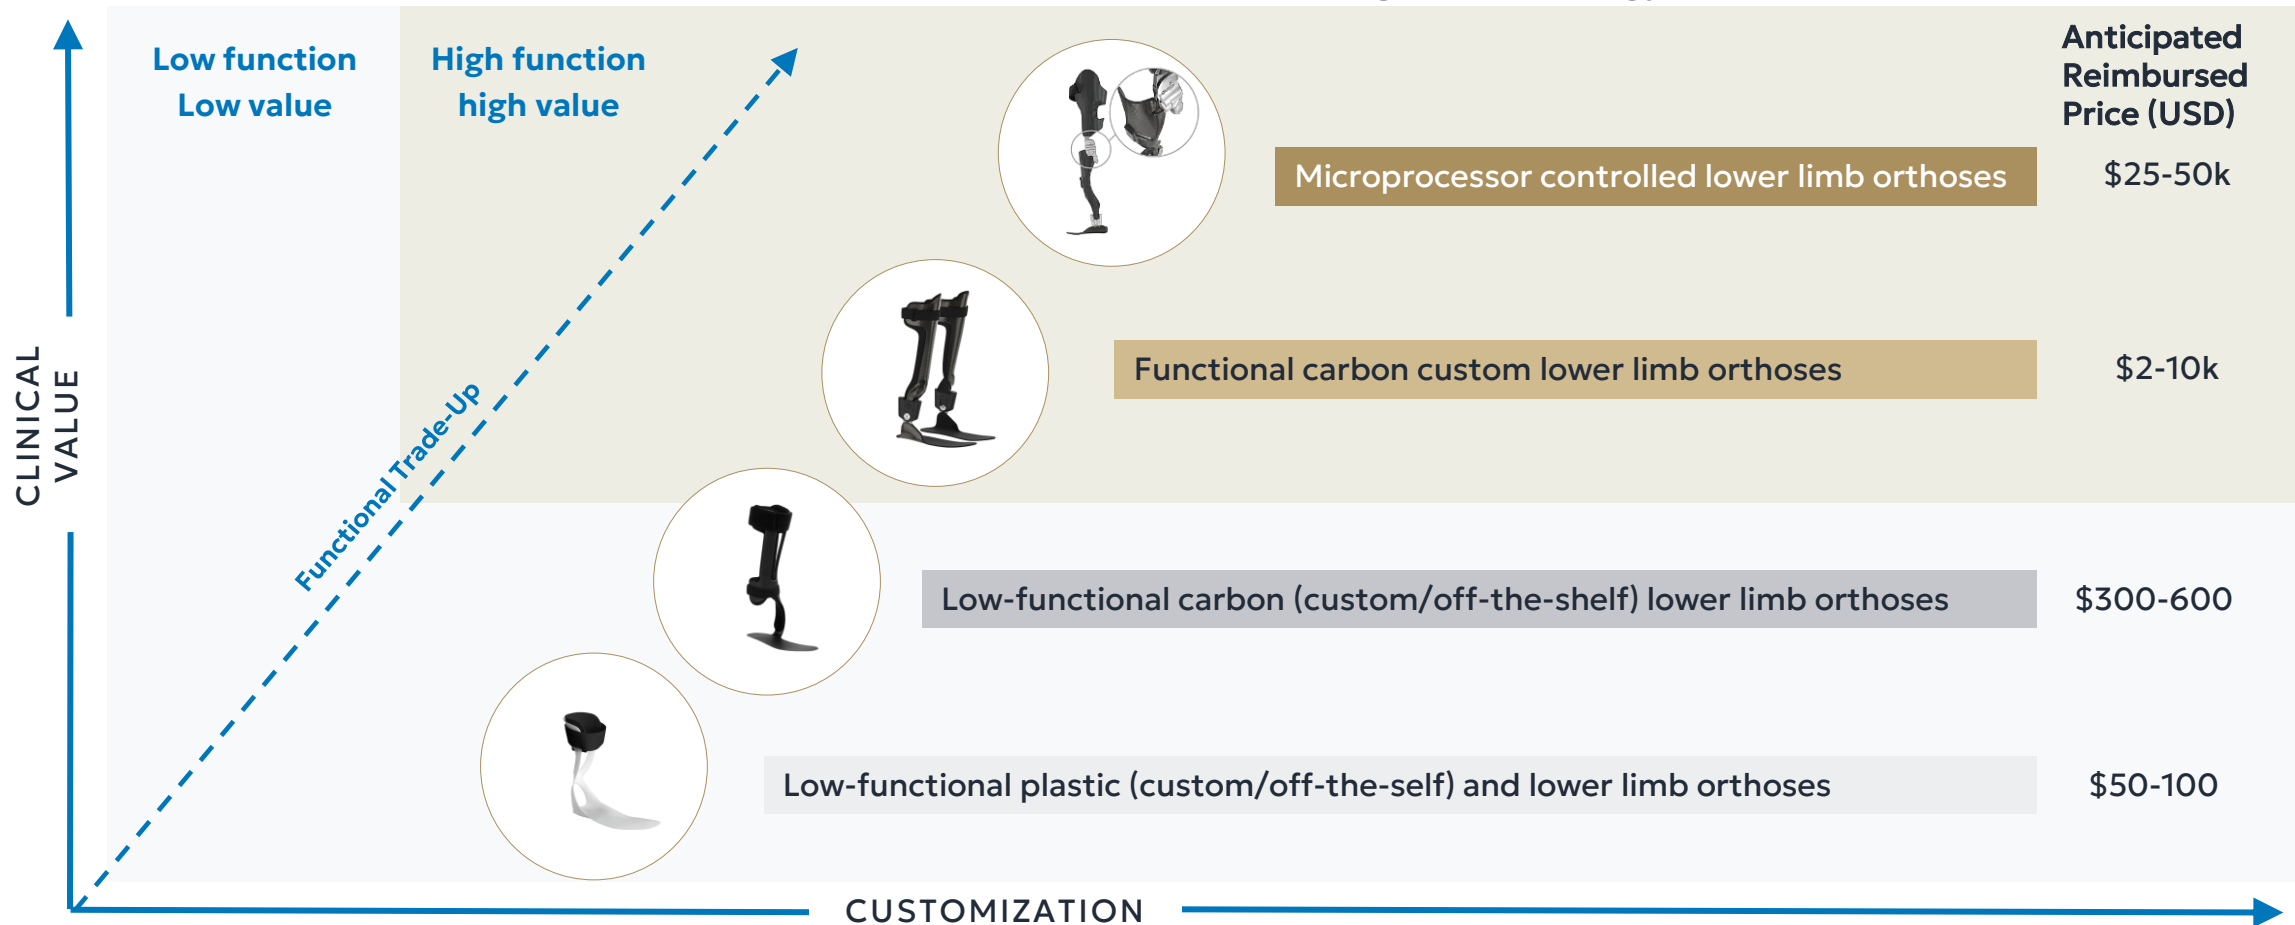 Low function
Low value
High function
high value
Anticipated
Reimbursed
Price (USD)
Microprocessor controlled lower limb orthoses
$25-50k
Functional carbon custom lower limb orthoses
$2-10k
CLINICAL
VALUE
Functional Trade-Up
Low-functional carbon (custom/off-the-shelf) lower limb orthoses
$300-600
Low-functional plastic (custom/off-the-self) and lower limb orthoses
$50-100
CUSTOMIZATION